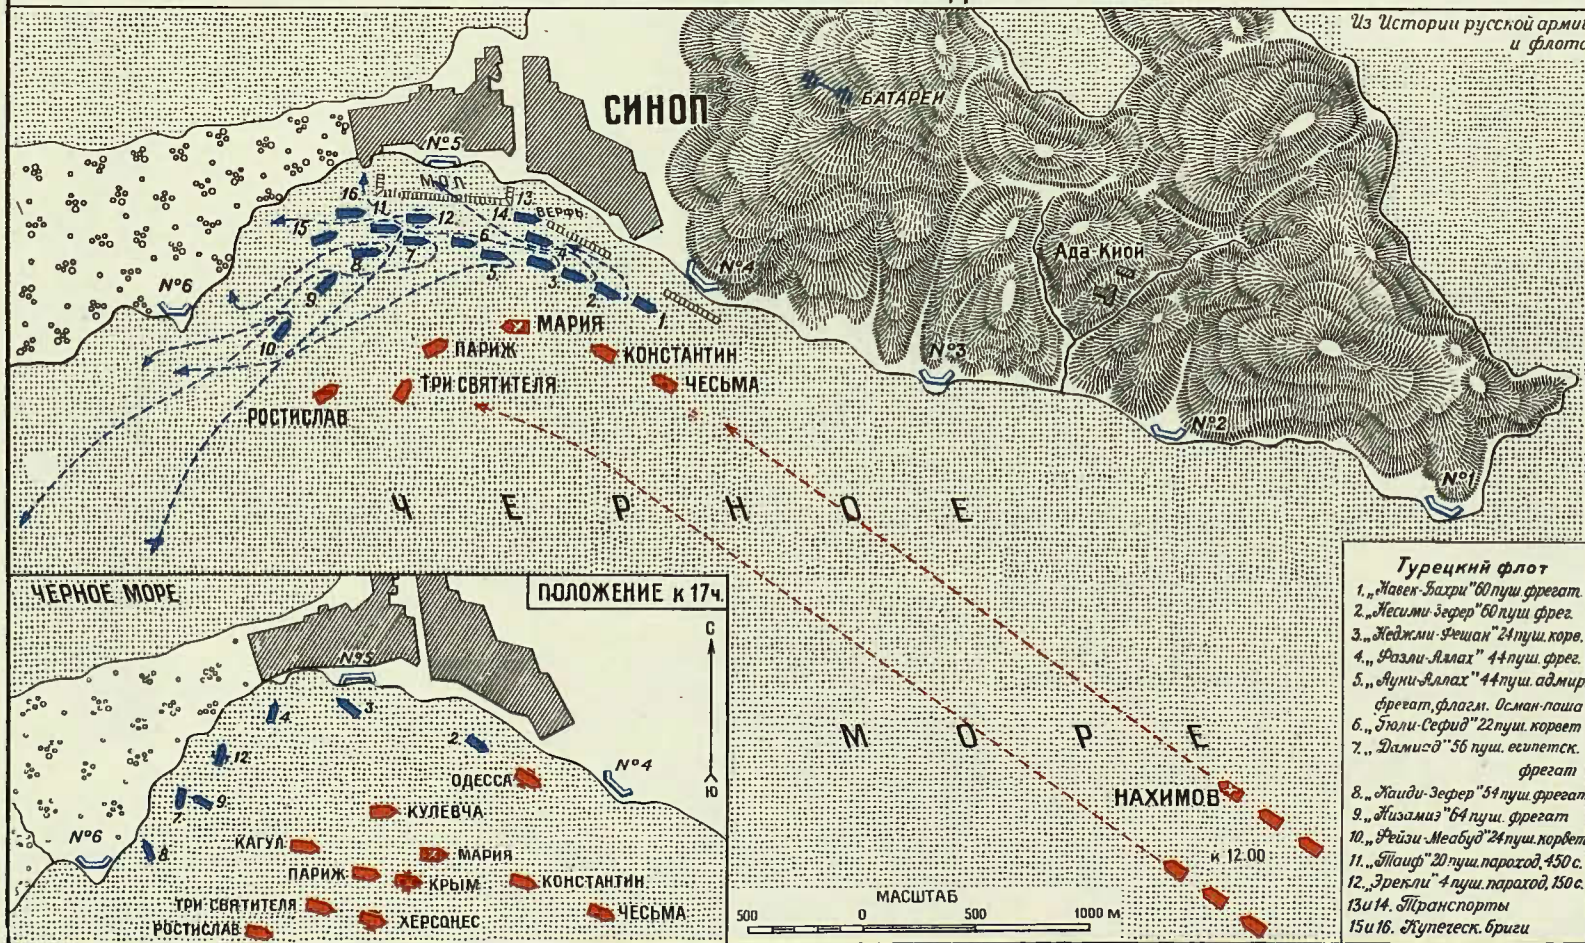 Из Истории русской армии
и флота
СИНОП
БАТАРЕИ
№5
МОЛ
16.
11.
12.
14.
13.
ВЕРФЬ
15
6.
4.
7.
8.
5.
3.
2.
1.
9.
10.
№6
№4
Ада-Киой
№3
№2
№1
МАРИЯ
ПАРИЖ
КОНСТАНТИН
ТРИ СВЯТИТЕЛЯ
ЧЕСЬМА
РОСТИСЛАВ
ЧЕРНОЕ
МОРЕ
НАХИМОВ
к 12.00
МАСШТАБ
500 0 500 1000 М
ЧЕРНОЕ МОРЕ
ПОЛОЖЕНИЕ к 17ч.
С
Ю
№5
4.
3.
2.
12.
9.
7.
8.
№6
№4
ОДЕССА
КУЛЕВЧА
КАГУЛ
МАРИЯ
ПАРИЖ
КРЫМ
КОНСТАНТИН
ТРИ СВЯТИТЕЛЯ
ХЕРСОНЕС
ЧЕСЬМА
РОСТИСЛАВ
Турецкий флот
1. „Навек-Бахри" 60 пуш. фрегат
2. „Несими-Зефер" 60 пуш. фрег.
3. „Неджми-Фешан" 24 пуш. корв.
4. „Фазли-Аллах" 44 пуш. фрег.
5. „Ауни-Аллах" 44 пуш. адмир.
фрегат, флагм. Осман-паша
6. „Гюли-Сефид" 22 пуш. корвет
7. „Дамиад" 56 пуш. египетск.
фрегат
8. „Каиди-Зефер" 54 пуш. фрегат
9. „Низамиэ" 64 пуш. фрегат
10. „Фейзи-Меабуд" 24 пуш. корвет
11. „Таиф" 20 пуш. пароход, 450 с.
12. „Эрекли" 4 пуш. пароход, 150 с.
13 и 14. Транспорты
15 и 16. Купеческ. бриги